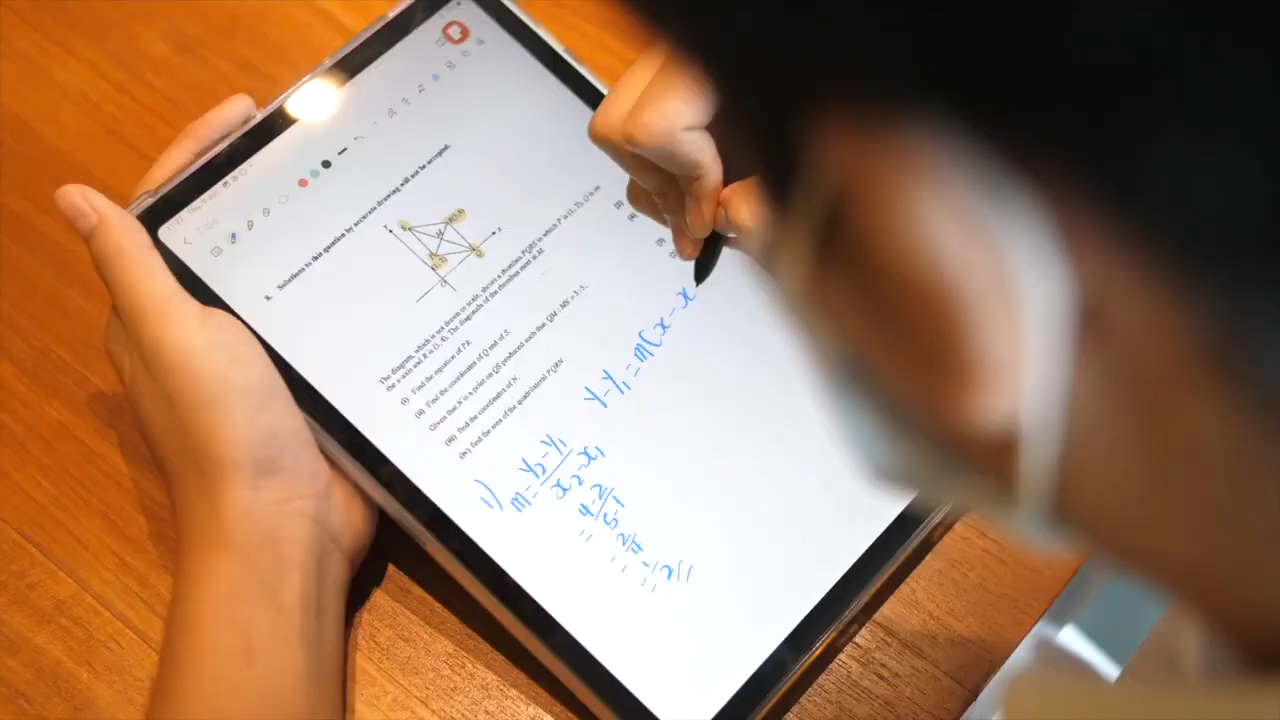 Title
8. Solutions to this question by accurate drawing will not be accepted.
The diagram, which is not drawn to scale, shows a rhombus PQRS in which P is (1, 2), Q is on
the x-axis and R is (5, 4). The diagonals of the rhombus meet at M.
(i) Find the equation of PR.
(ii) Find the coordinates of Q and of S.
Given that N is a point on QS produced such that QM : MN = 3 : 5,
(iii) find the coordinates of N.
(iv) find the area of the quadrilateral PQRN.
1) m = y₂-y₁/x₂-x₁
= 4-2/5-1
= 2/4
= 1/2
y-y₁ = m(x-x